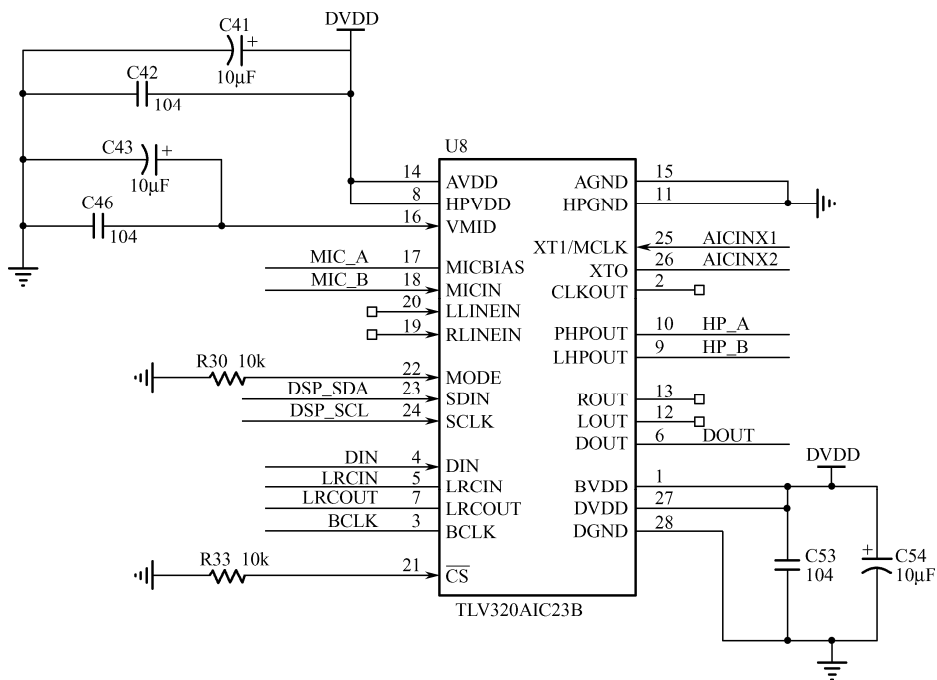 C41
DVDD
+
10μF
C42
104
C43
+
10μF
C46
104
U8
14 AVDD
8 HPVDD
16 VMID
MIC_A 17 MICBIAS
MIC_B 18 MICIN
20 LLINEIN
19 RLINEIN
R30 10k 22 MODE
DSP_SDA 23 SDIN
DSP_SCL 24 SCLK
DIN 4 DIN
LRCIN 5 LRCIN
LRCOUT 7 LRCOUT
BCLK 3 BCLK
R33 10k 21 CS
AGND 15
HPGND 11
XT1/MCLK 25 AICINX1
XTO 26 AICINX2
CLKOUT 2
PHPOUT 10 HP_A
LHPOUT 9 HP_B
ROUT 13
LOUT 12
DOUT 6 DOUT
DVDD
BVDD 1
DVDD 27
DGND 28
C53
104
+
C54
10μF
TLV320AIC23B